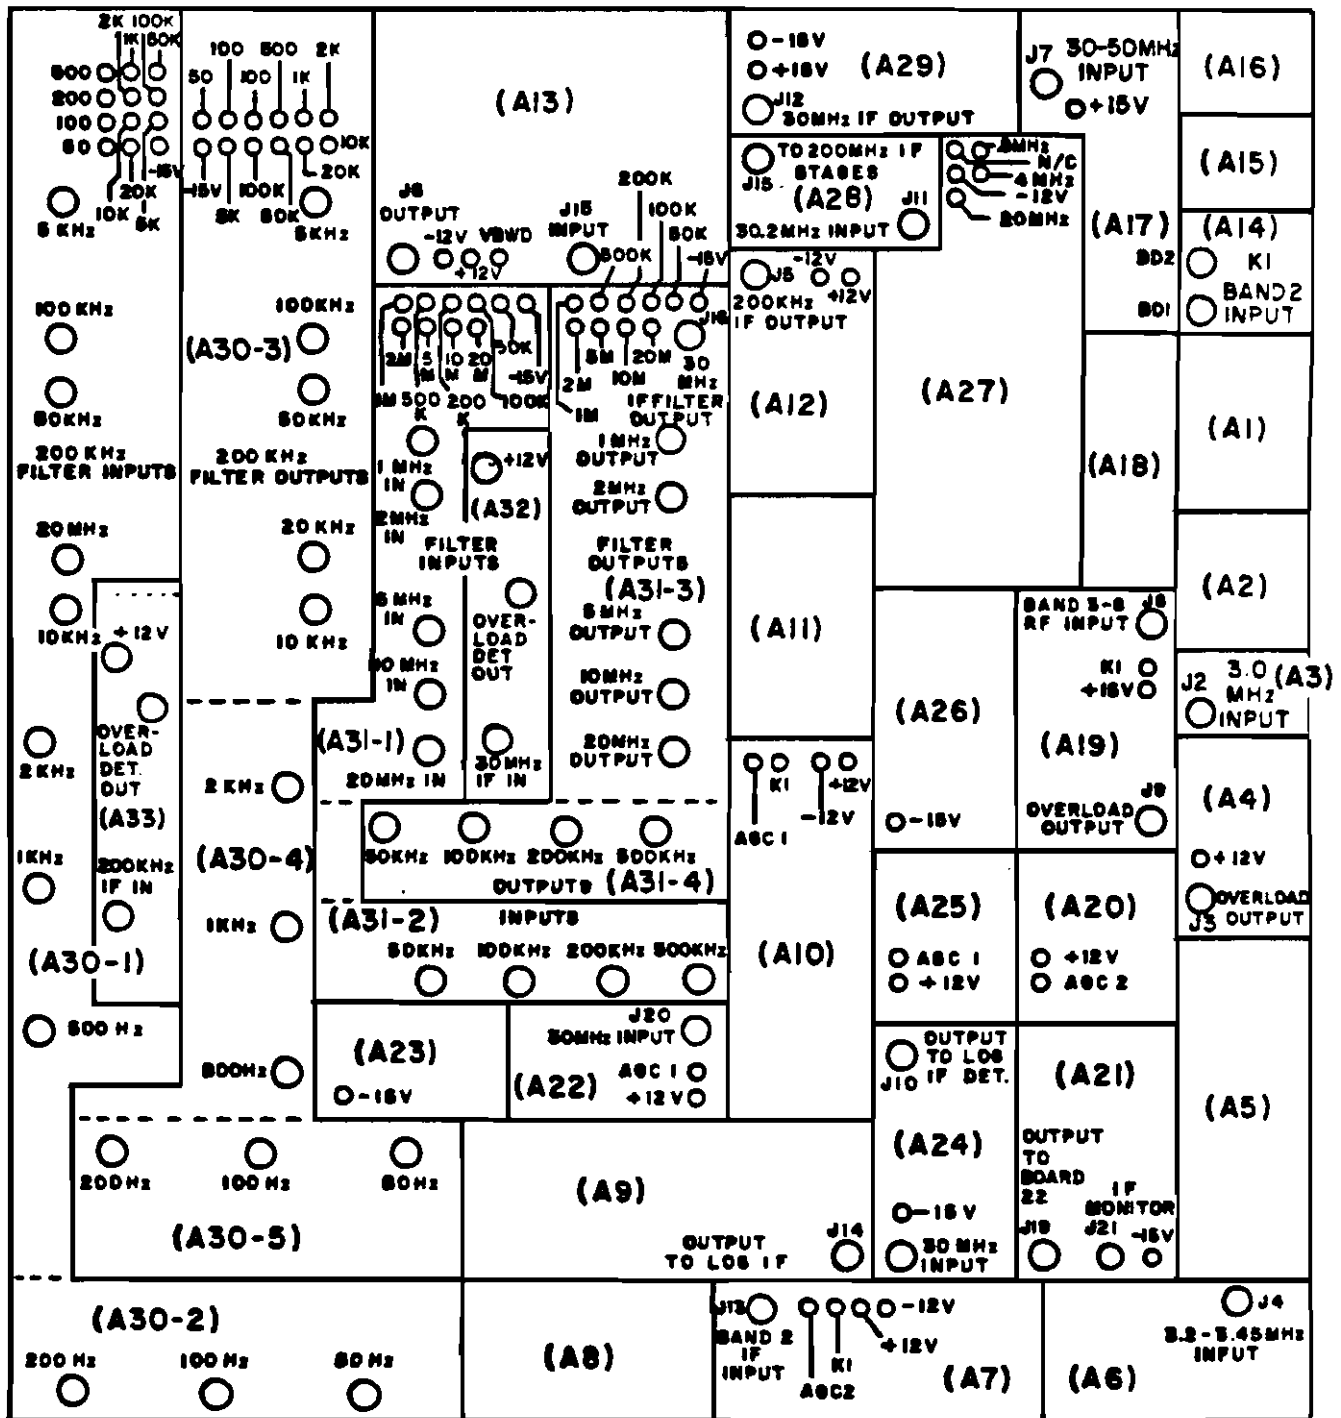 2K 100K
1K 50K
500
200
100
50
-15V
20K
10K
5K
5 KHz
100 KHz
50KHz
200 KHz
FILTER INPUTS
20 MHz
10KHz
+12V
OVER-
LOAD
DET.
OUT
(A33)
200KHz
IF IN
2KHz
1KHz
(A30-1)
500 Hz
100 500 2K
50 100 1K
10K
20K
-15V 100K
5K 50K
5KHz
100KHz
(A30-3)
50KHz
200 KHz
FILTER OUTPUTS
20 KHz
10 KHz
2 KHz
(A30-4)
1KHz
500Hz
200Hz
100Hz
50Hz
(A30-5)
(A30-2)
200 Hz
100 Hz
50 Hz
(A13)
J6
OUTPUT
-12V VBWD
+12V
J15
INPUT
200K
100K
500K
50K
-15V
2M
5
M
10
M
20
M
50K
-15V
1M 500
K
200
K
100K
1 MHz
IN
2MHz
IN
FILTER
INPUTS
5 MHz
IN
10 MHz
IN
(A31-1)
20MHz IN
+12V
(A32)
OVER-
LOAD
DET
OUT
30MHz
IF IN
J16
5M 20M
2M 10M
1M
30
MHz
IF FILTER
OUTPUT
1 MHz
OUTPUT
2MHz
OUTPUT
FILTER
OUTPUTS
(A31-3)
5 MHz
OUTPUT
10MHz
OUTPUT
20MHz
OUTPUT
50KHz 100KHz 200KHz 500KHz
OUTPUTS (A31-4)
(A31-2) INPUTS
50KHz 100KHz 200KHz 500KHz
(A23)
-15V
J20
30MHz INPUT
(A22)
AGC 1
+12V
(A9)
OUTPUT
TO LOG IF
J14
(A8)
-15V
+15V
(A29)
J12
30MHz IF OUTPUT
TO 200MHz IF
STAGES
J15
(A28)
J11
30.2MHz INPUT
.5MHz
N/C
4MHz
-12V
20MHz
J5
-12V
+12V
200KHz
IF OUTPUT
(A12)
(A27)
(A11)
K1 +12V
AGC 1 -12V
(A10)
J7
30-50MHz
INPUT
+15V
(A17)
BD2
BD1
(A18)
(A16)
(A15)
(A14)
K1
BAND 2
INPUT
(A1)
(A2)
J2
3.0
MHz
INPUT
(A3)
(A4)
+12V
J3
OVERLOAD
OUTPUT
(A5)
(A26)
-15V
BAND 3-8
RF INPUT
J8
K1
+15V
(A19)
OVERLOAD
OUTPUT
J9
(A25)
AGC 1
+12V
(A20)
+12V
AGC 2
OUTPUT
TO LOG
IF DET.
J10
(A24)
-15V
30 MHz
INPUT
(A21)
OUTPUT
TO
BOARD
22
IF
MONITOR
J19 J21 -15V
J13
BAND 2
IF
INPUT
-12V
+12V
K1
AGC2
(A7)
J4
3.2-3.45MHz
INPUT
(A6)